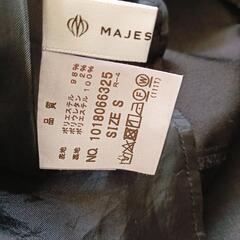 MAJES
品質
表地 ポリエステル 98%
ポリウレタン 2%
裏地 ポリエステル 100%
R-4
NO. 1018066325
SIZE S